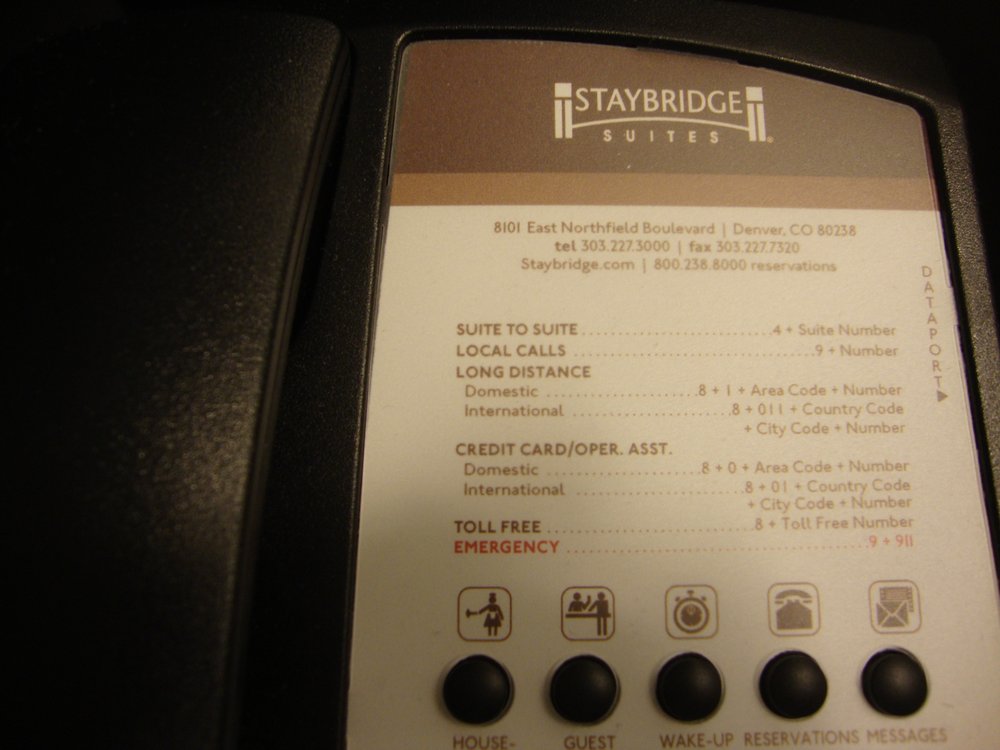 STAYBRIDGE
SUITES
8101 East Northfield Boulevard | Denver, CO 80238
tel 303.227.3000 | fax 303.227.7320
Staybridge.com | 800.238.8000 reservations
DATAPORT
SUITE TO SUITE ........................... 4 + Suite Number
LOCAL CALLS ........................... 9 + Number
LONG DISTANCE
Domestic ................. 8 + 1 + Area Code + Number
International ................. 8 + 011 + Country Code
+ City Code + Number
CREDIT CARD/OPER. ASST.
Domestic ................. 8 + 0 + Area Code + Number
International ................. 8 + 01 + Country Code
+ City Code + Number
TOLL FREE ........................... 8 + Toll Free Number
EMERGENCY ........................... 9 + 911
HOUSE- GUEST WAKE-UP RESERVATIONS MESSAGES